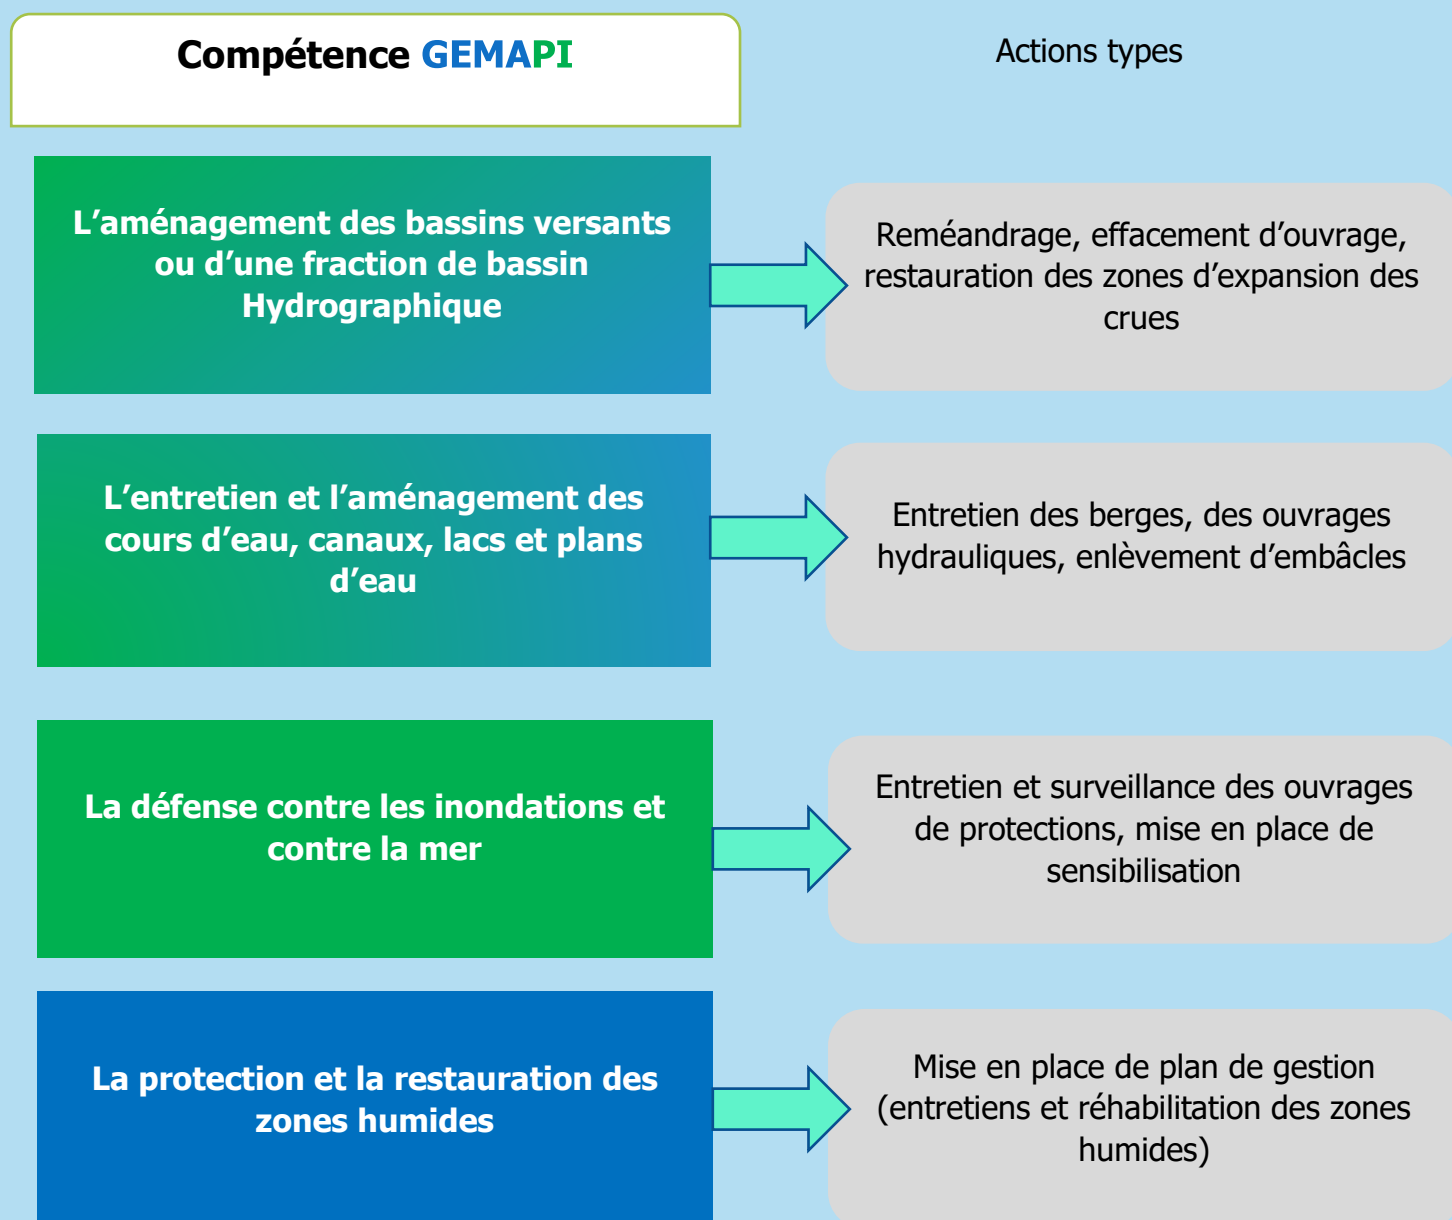 Compétence GEMAPI
Actions types
L’aménagement des bassins versants
ou d’une fraction de bassin
Hydrographique
Reméandrage, effacement d’ouvrage,
restauration des zones d’expansion des
crues
L’entretien et l’aménagement des
cours d’eau, canaux, lacs et plans
d’eau
Entretien des berges, des ouvrages
hydrauliques, enlèvement d’embâcles
La défense contre les inondations et
contre la mer
Entretien et surveillance des ouvrages
de protections, mise en place de
sensibilisation
La protection et la restauration des
zones humides
Mise en place de plan de gestion
(entretiens et réhabilitation des zones
humides)